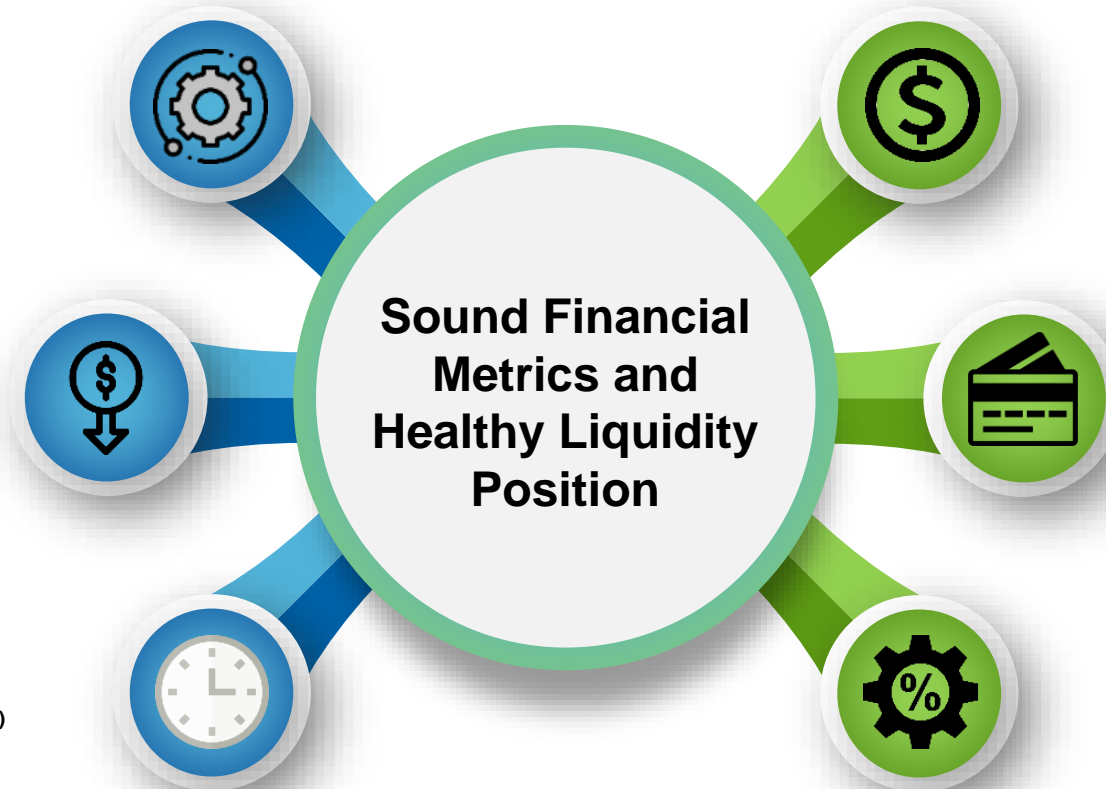 Sound Financial
Metrics and
Healthy Liquidity
Position
$
$
%
)